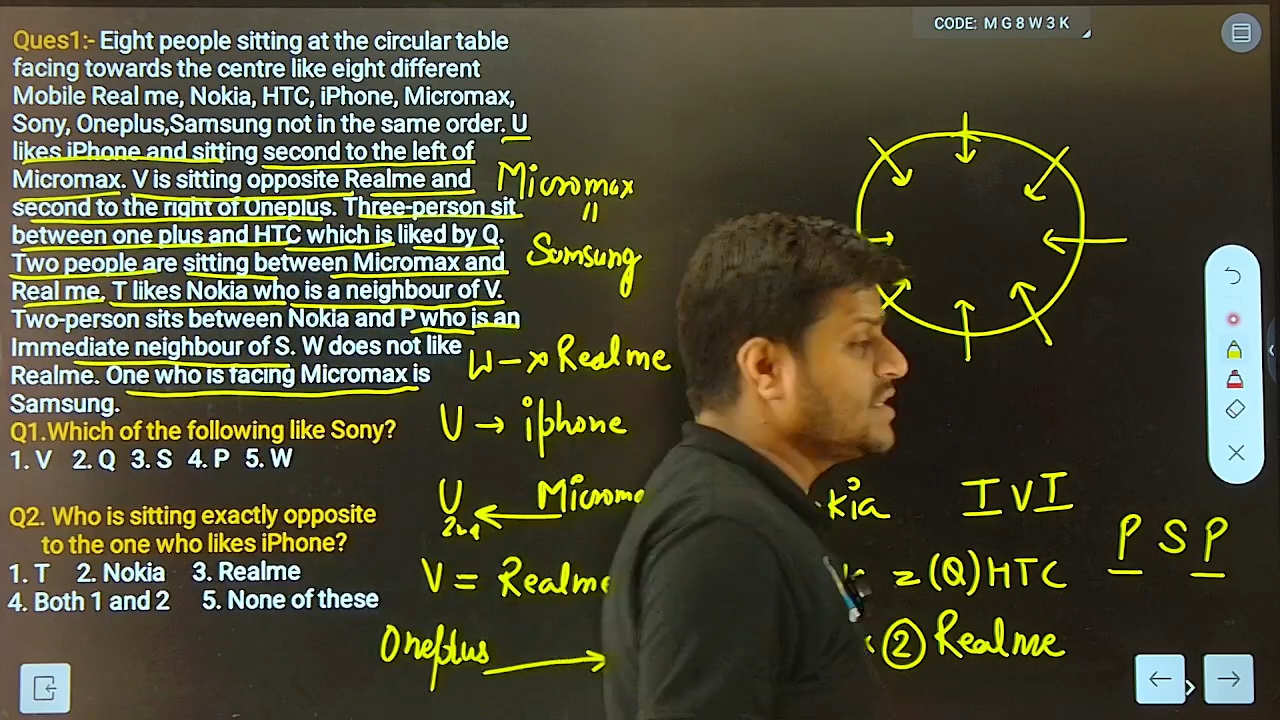 CODE: M G 8 W 3 K
Ques1:- Eight people sitting at the circular table
facing towards the centre like eight different
Mobile Real me, Nokia, HTC, iPhone, Micromax,
Sony, Oneplus,Samsung not in the same order. U
likes iPhone and sitting second to the left of
Micromax. V is sitting opposite Realme and
second to the right of Oneplus. Three-person sit
between one plus and HTC which is liked by Q.
Two people are sitting between Micromax and
Real me. T likes Nokia who is a neighbour of V.
Two-person sits between Nokia and P who is an
Immediate neighbour of S. W does not like
Realme. One who is facing Micromax is
Samsung.
Q1.Which of the following like Sony?
1. V 2. Q 3. S 4. P 5. W
Q2. Who is sitting exactly opposite
to the one who likes iPhone?
1. T 2. Nokia 3. Realme
4. Both 1 and 2 5. None of these
Micromax
=
Samsung
W - x Realme
U → iphone
U ← Microma
2nd
V = Realme
Oneplus →
kia T V T
= (Q) HTC
P S P
② Realme